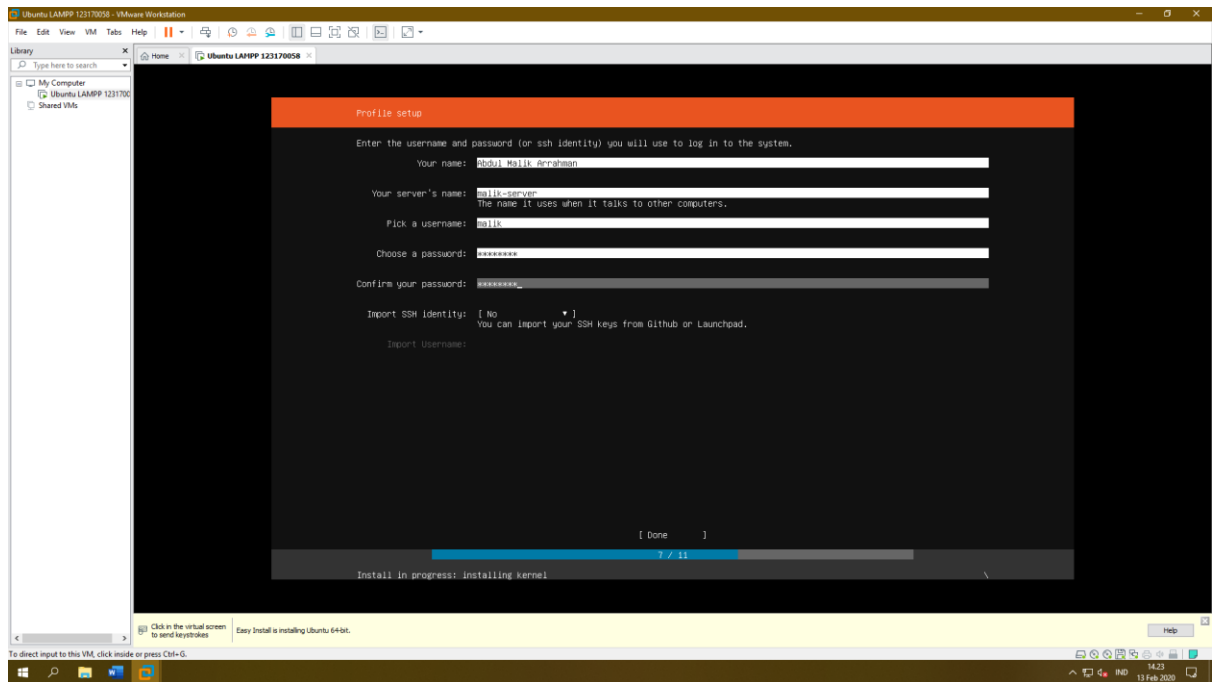 Ubuntu LAMPP 123170058 - VMware Workstation
File Edit View VM Tabs Help
Library
Home
Ubuntu LAMPP 123170058
Type here to search
My Computer
Ubuntu LAMPP 1231700
Shared VMs
Profile setup
Enter the username and password (or ssh identity) you will use to log in to the system.
Your name: Abdul Malik Arrahman
Your server's name: malik-server
The name it uses when it talks to other computers.
Pick a username: malik
Choose a password: ********
Confirm your password: ********_
Import SSH identity: [ No ▾ ]
You can import your SSH keys from Github or Launchpad.
Import Username:
[ Done ]
7 / 11
Install in progress: installing kernel \
Click in the virtual screen
to send keystrokes
Easy Install is installing Ubuntu 64-bit.
Help
To direct input to this VM, click inside or press Ctrl+G.
IND
14.23
13 Feb 2020